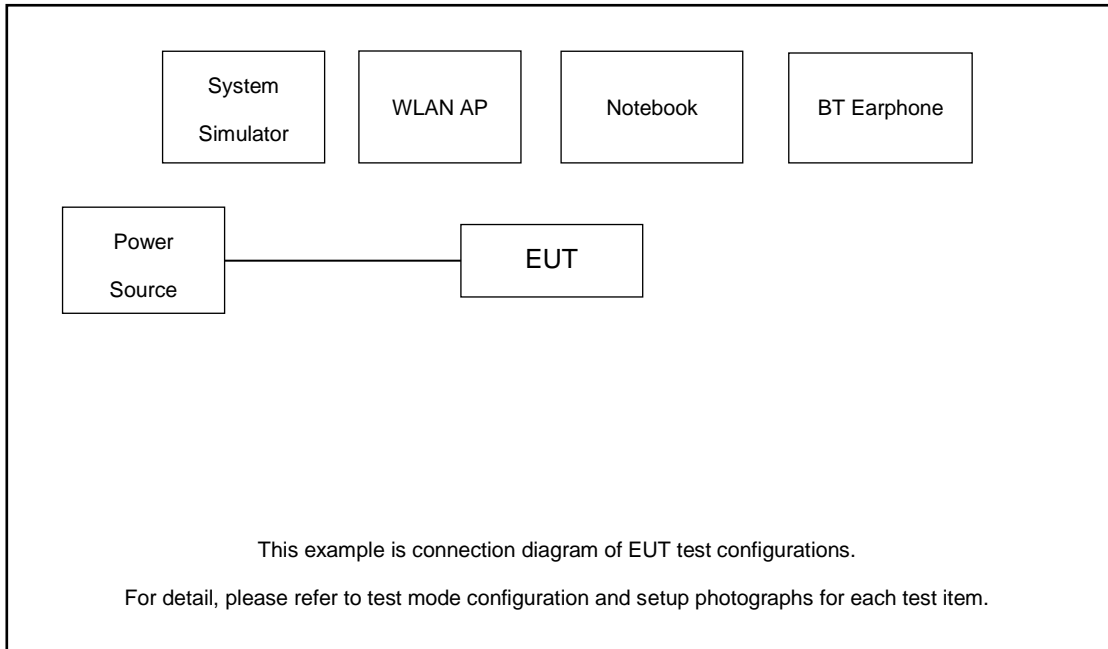 System
Simulator
WLAN AP
Notebook
BT Earphone
Power
Source
EUT
This example is connection diagram of EUT test configurations.
For detail, please refer to test mode configuration and setup photographs for each test item.